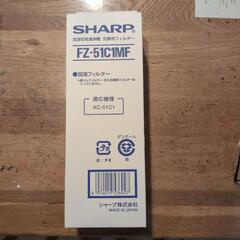 SHARP®
加湿空気清浄機 交換用フィルター
FZ-51C1MF
●加湿フィルター
適応機種
KC-51C1
ダンボール
袋：PE
シャープ株式会社
MADE IN JAPAN